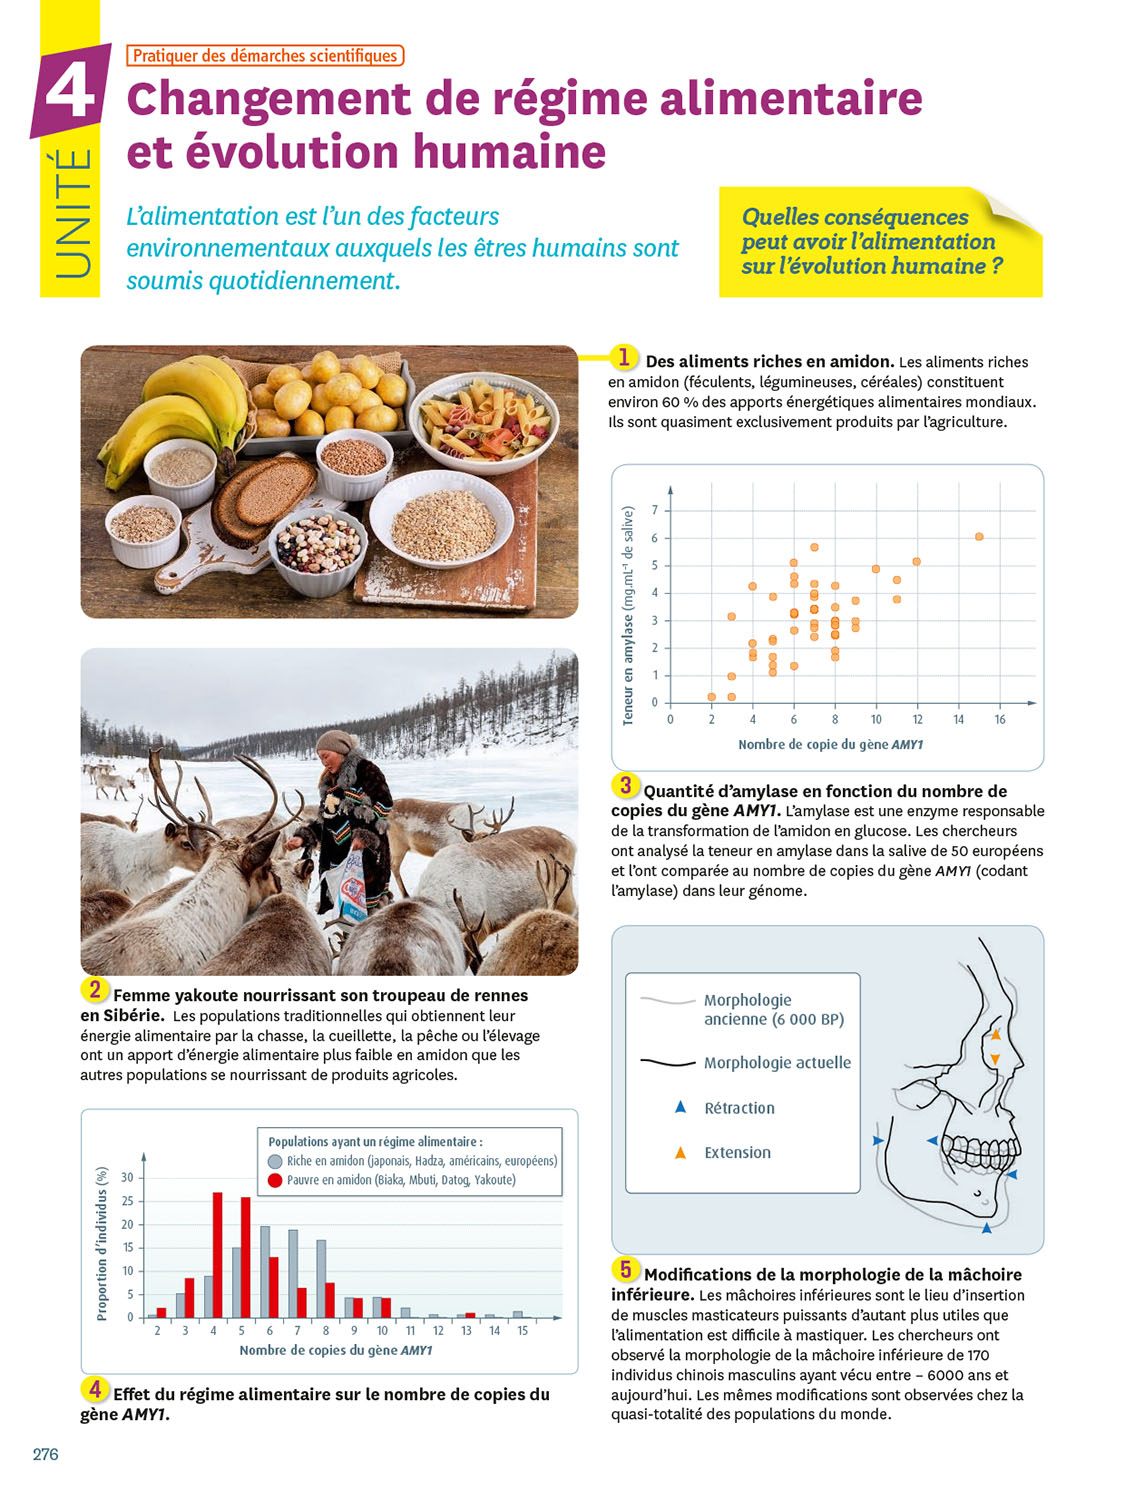 4
UNITÉ
Pratiquer des démarches scientifiques
Changement de régime alimentaire
et évolution humaine
L’alimentation est l’un des facteurs
environnementaux auxquels les êtres humains sont
soumis quotidiennement.
Quelles conséquences
peut avoir l’alimentation
sur l’évolution humaine ?
1 Des aliments riches en amidon. Les aliments riches
en amidon (féculents, légumineuses, céréales) constituent
environ 60 % des apports énergétiques alimentaires mondiaux.
Ils sont quasiment exclusivement produits par l’agriculture.
2 Femme yakoute nourrissant son troupeau de rennes
en Sibérie. Les populations traditionnelles qui obtiennent leur
énergie alimentaire par la chasse, la cueillette, la pêche ou l’élevage
ont un apport d’énergie alimentaire plus faible en amidon que les
autres populations se nourrissant de produits agricoles.
Teneur en amylase (mg.mL⁻¹ de salive)
7
6
5
4
3
2
1
0
0 2 4 6 8 10 12 14 16
Nombre de copie du gène AMY1
3 Quantité d’amylase en fonction du nombre de
copies du gène AMY1. L’amylase est une enzyme responsable
de la transformation de l’amidon en glucose. Les chercheurs
ont analysé la teneur en amylase dans la salive de 50 européens
et l’ont comparée au nombre de copies du gène AMY1 (codant
l’amylase) dans leur génome.
Populations ayant un régime alimentaire :
Riche en amidon (japonais, Hadza, américains, européens)
Pauvre en amidon (Biaka, Mbuti, Datog, Yakoute)
Proportion d’individus (%)
30
25
20
15
10
5
0
2 3 4 5 6 7 8 9 10 11 12 13 14 15
Nombre de copies du gène AMY1
4 Effet du régime alimentaire sur le nombre de copies du
gène AMY1.
Morphologie
ancienne (6 000 BP)
Morphologie actuelle
Rétraction
Extension
5 Modifications de la morphologie de la mâchoire
inférieure. Les mâchoires inférieures sont le lieu d’insertion
de muscles masticateurs puissants d’autant plus utiles que
l’alimentation est difficile à mastiquer. Les chercheurs ont
observé la morphologie de la mâchoire inférieure de 170
individus chinois masculins ayant vécu entre – 6000 ans et
aujourd’hui. Les mêmes modifications sont observées chez la
quasi-totalité des populations du monde.
276